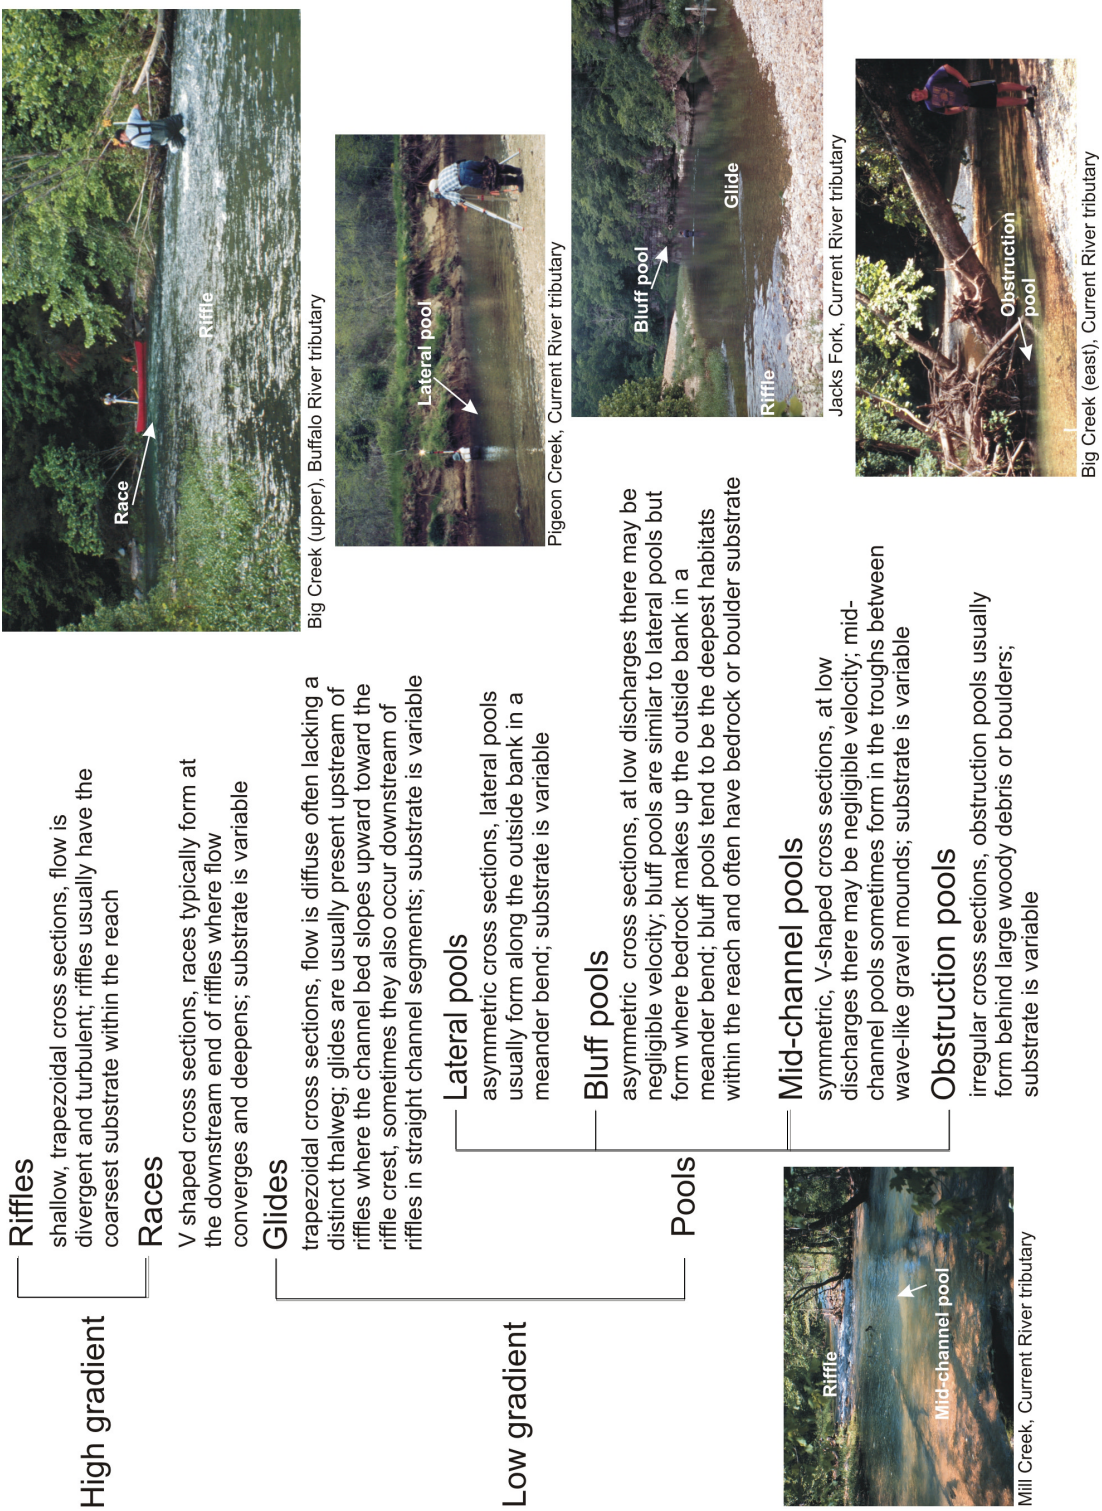 High gradient
Riffles
shallow, trapezoidal cross sections, flow is
divergent and turbulent; riffles usually have the
coarsest substrate within the reach
Races
V shaped cross sections, races typically form at
the downstream end of riffles where flow
converges and deepens; substrate is variable
Low gradient
Glides
trapezoidal cross sections, flow is diffuse often lacking a
distinct thalweg; glides are usually present upstream of
riffles where the channel bed slopes upward toward the
riffle crest, sometimes they also occur downstream of
riffles in straight channel segments; substrate is variable
Pools
Lateral pools
asymmetric cross sections, lateral pools
usually form along the outside bank in a
meander bend; substrate is variable
Bluff pools
asymmetric cross sections, at low discharges there may be
negligible velocity; bluff pools are similar to lateral pools but
form where bedrock makes up the outside bank in a
meander bend; bluff pools tend to be the deepest habitats
within the reach and often have bedrock or boulder substrate
Mid-channel pools
symmetric, V-shaped cross sections, at low
discharges there may be negligible velocity; mid-
channel pools sometimes form in the troughs between
wave-like gravel mounds; substrate is variable
Obstruction pools
irregular cross sections, obstruction pools usually
form behind large woody debris or boulders;
substrate is variable
Race
Riffle
Big Creek (upper), Buffalo River tributary
Lateral pool
Pigeon Creek, Current River tributary
Bluff pool
Glide
Riffle
Jacks Fork, Current River tributary
Obstruction
pool
Big Creek (east), Current River tributary
Riffle
Mid-channel pool
Mill Creek, Current River tributary